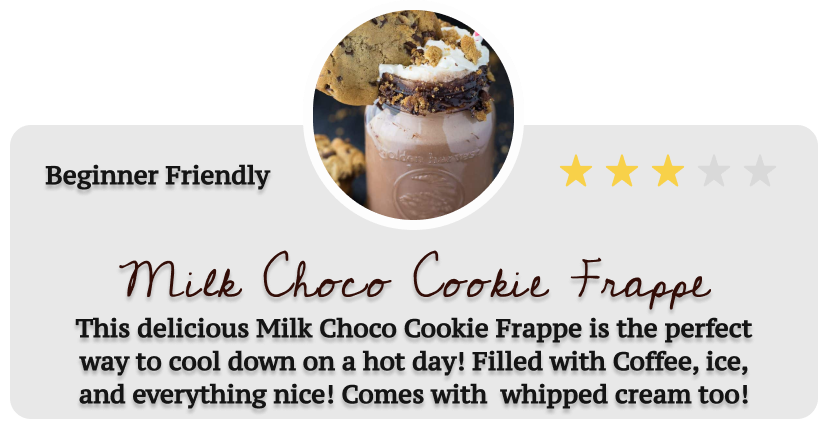 Beginner Friendly
Milk Choco Cookie Frappe
This delicious Milk Choco Cookie Frappe is the perfect
way to cool down on a hot day! Filled with Coffee, ice,
and everything nice! Comes with  whipped cream too!